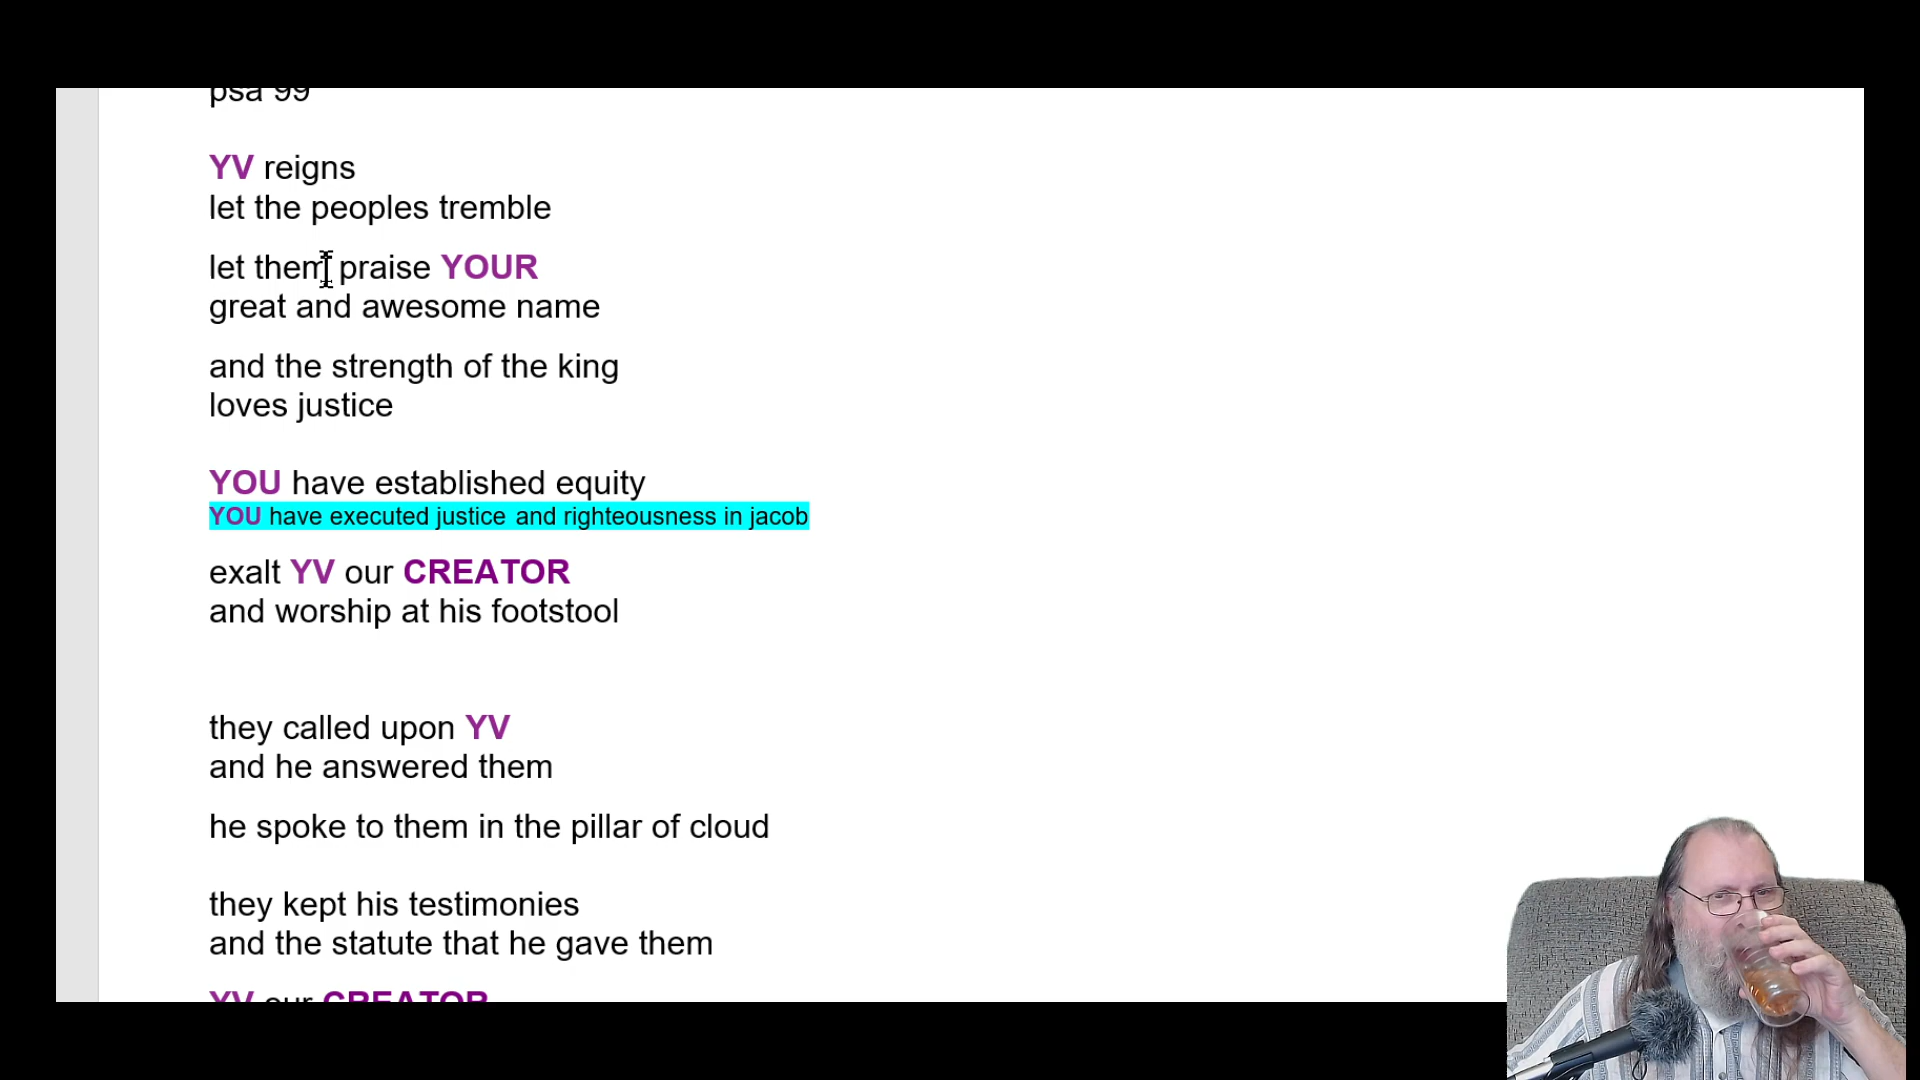 psa 99
YV reigns
let the peoples tremble
let them praise YOUR
great and awesome name
and the strength of the king
loves justice
YOU have established equity
YOU have executed justice and righteousness in jacob
exalt YV our CREATOR
and worship at his footstool
they called upon YV
and he answered them
he spoke to them in the pillar of cloud
they kept his testimonies
and the statute that he gave them
YV our CREATOR